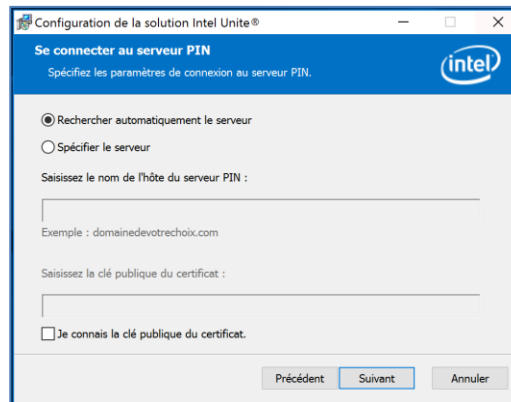 Configuration de la solution Intel Unite®
Se connecter au serveur PIN
Spécifiez les paramètres de connexion au serveur PIN.
intel
Rechercher automatiquement le serveur
Spécifier le serveur
Saisissez le nom de l'hôte du serveur PIN :
Exemple : domainedevotrechoix.com
Saisissez la clé publique du certificat :
Je connais la clé publique du certificat.
Précédent Suivant Annuler